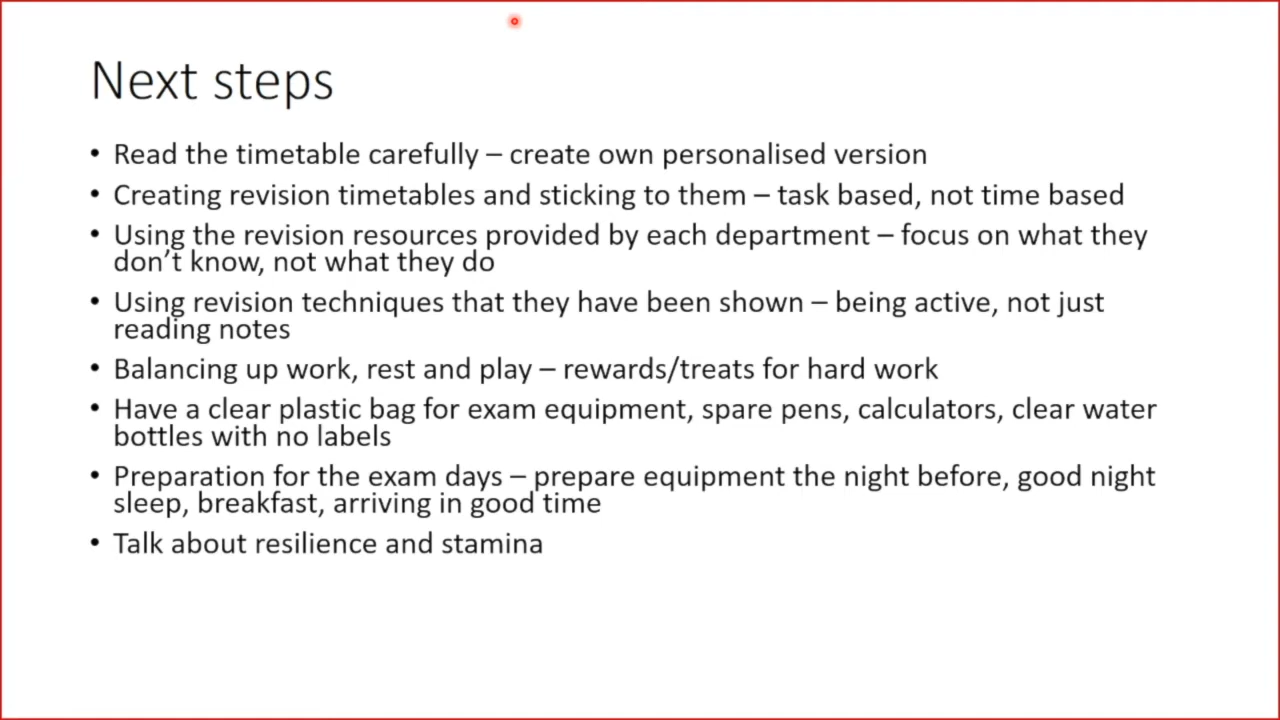 Next steps
• Read the timetable carefully – create own personalised version
• Creating revision timetables and sticking to them – task based, not time based
• Using the revision resources provided by each department – focus on what they
don't know, not what they do
• Using revision techniques that they have been shown – being active, not just
reading notes
• Balancing up work, rest and play – rewards/treats for hard work
• Have a clear plastic bag for exam equipment, spare pens, calculators, clear water
bottles with no labels
• Preparation for the exam days – prepare equipment the night before, good night
sleep, breakfast, arriving in good time
• Talk about resilience and stamina